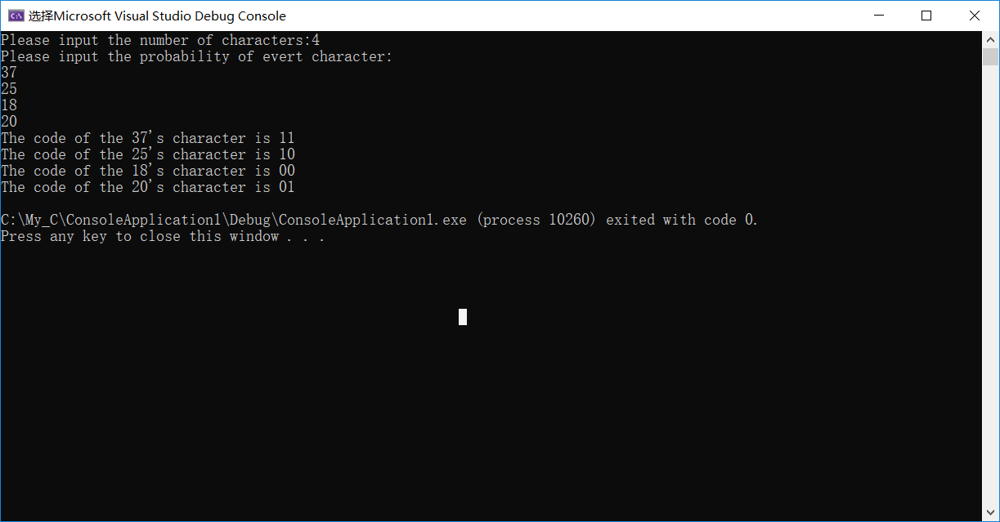 选择Microsoft Visual Studio Debug Console
Please input the number of characters:4
Please input the probability of evert character:
37
25
18
20
The code of the 37's character is 11
The code of the 25's character is 10
The code of the 18's character is 00
The code of the 20's character is 01
C:\My_C\ConsoleApplication1\Debug\ConsoleApplication1.exe (process 10260) exited with code 0.
Press any key to close this window . . .